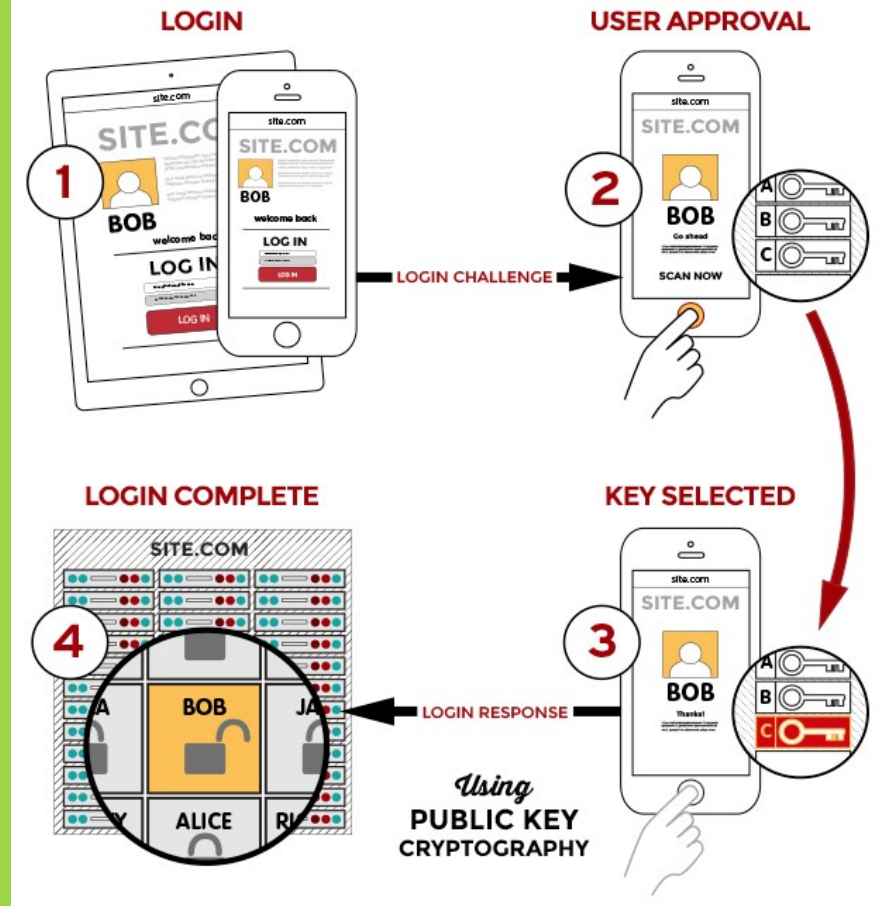 LOGIN
site.com
SITE.CO
1
BOB
welcome bac
LOG IN
LOG IN
site.com
SITE.COM
BOB
welcome back
LOG IN
LOG IN
LOGIN CHALLENGE
USER APPROVAL
site.com
SITE.COM
2
BOB
Go ahead
SCAN NOW
A
B
C
KEY SELECTED
site.com
SITE.COM
3
BOB
Thanks!
A
B
C
LOGIN RESPONSE
LOGIN COMPLETE
SITE.COM
4
A
BOB
JA
Y
ALICE
Using
PUBLIC KEY
CRYPTOGRAPHY